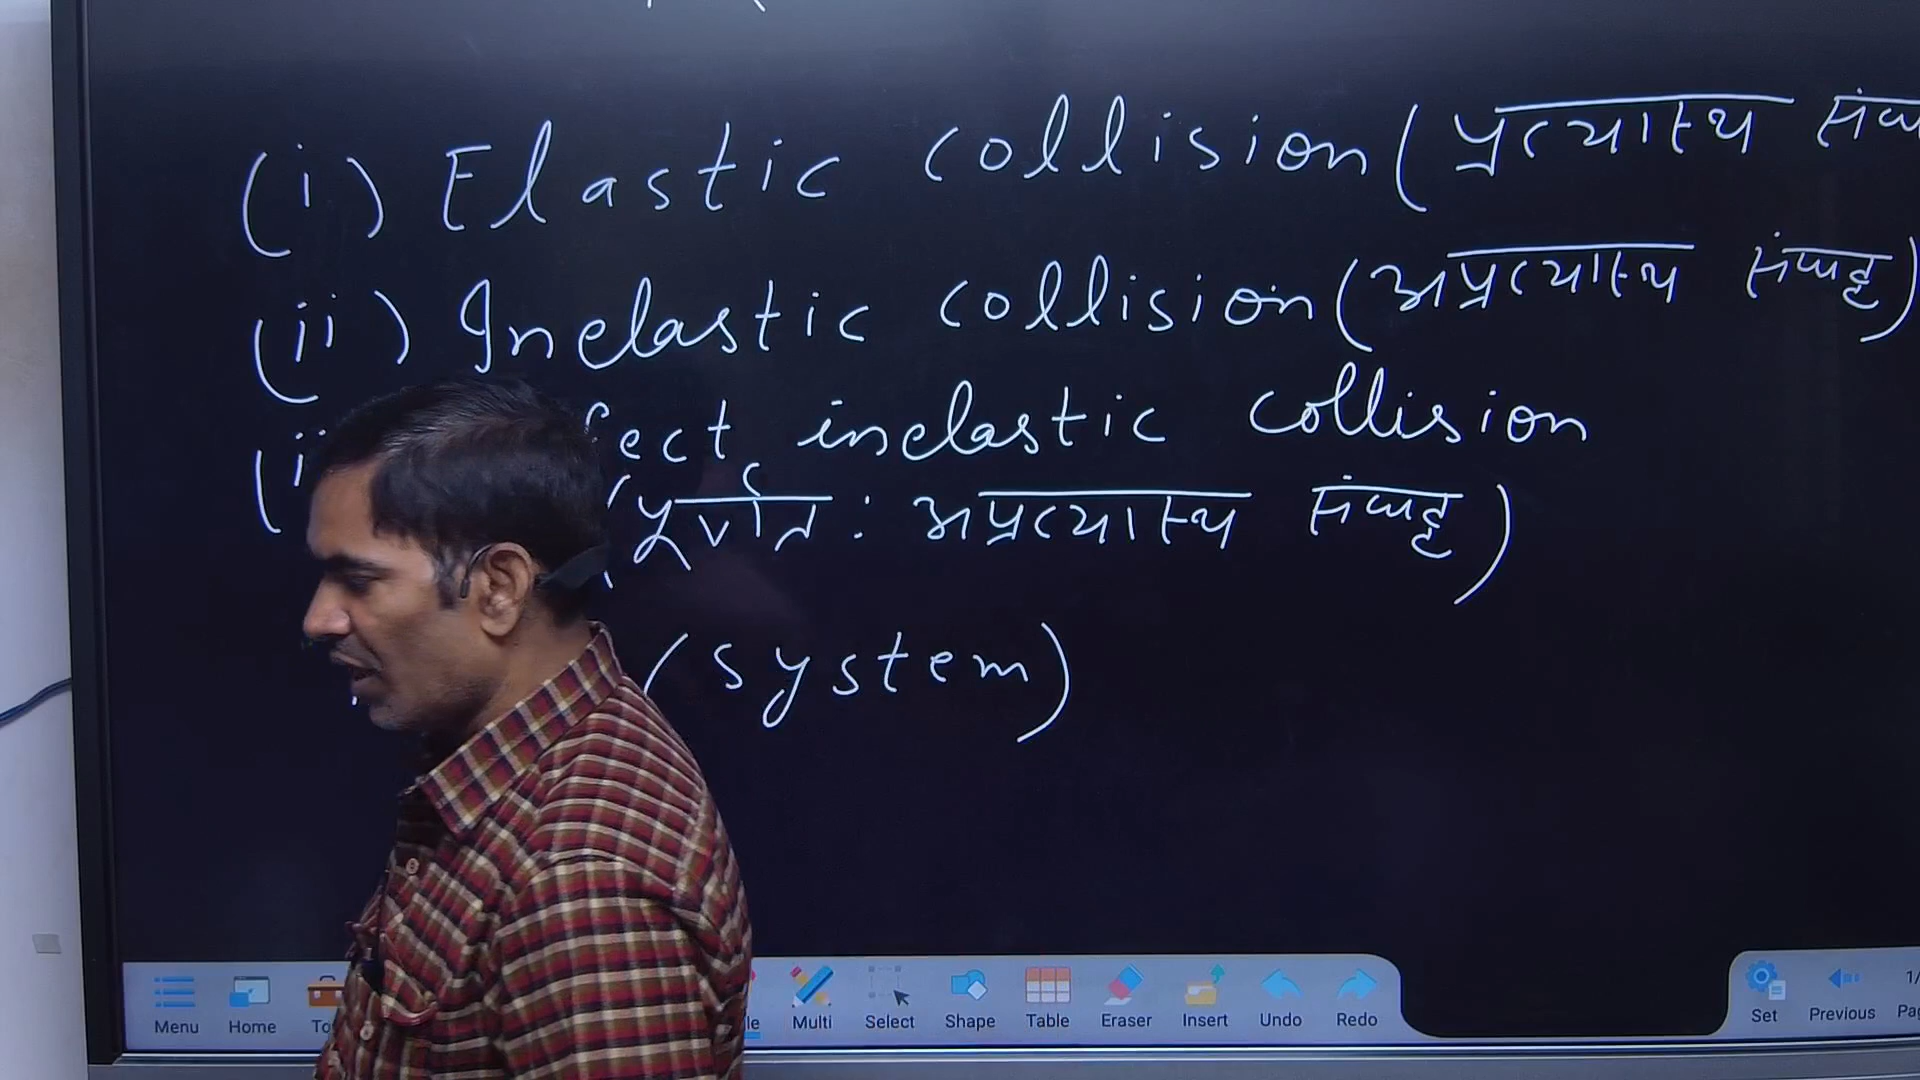 (i) Elastic collision (प्रत्यास्थ
(ii) Inelastic collision (अप्रत्यास्थ संघट्ट)
inelastic collision
(पूर्णतः अप्रत्यास्थ संघट्ट)
(system)
Menu Home Multi Select Shape Table Eraser Insert Undo Redo Set Previous